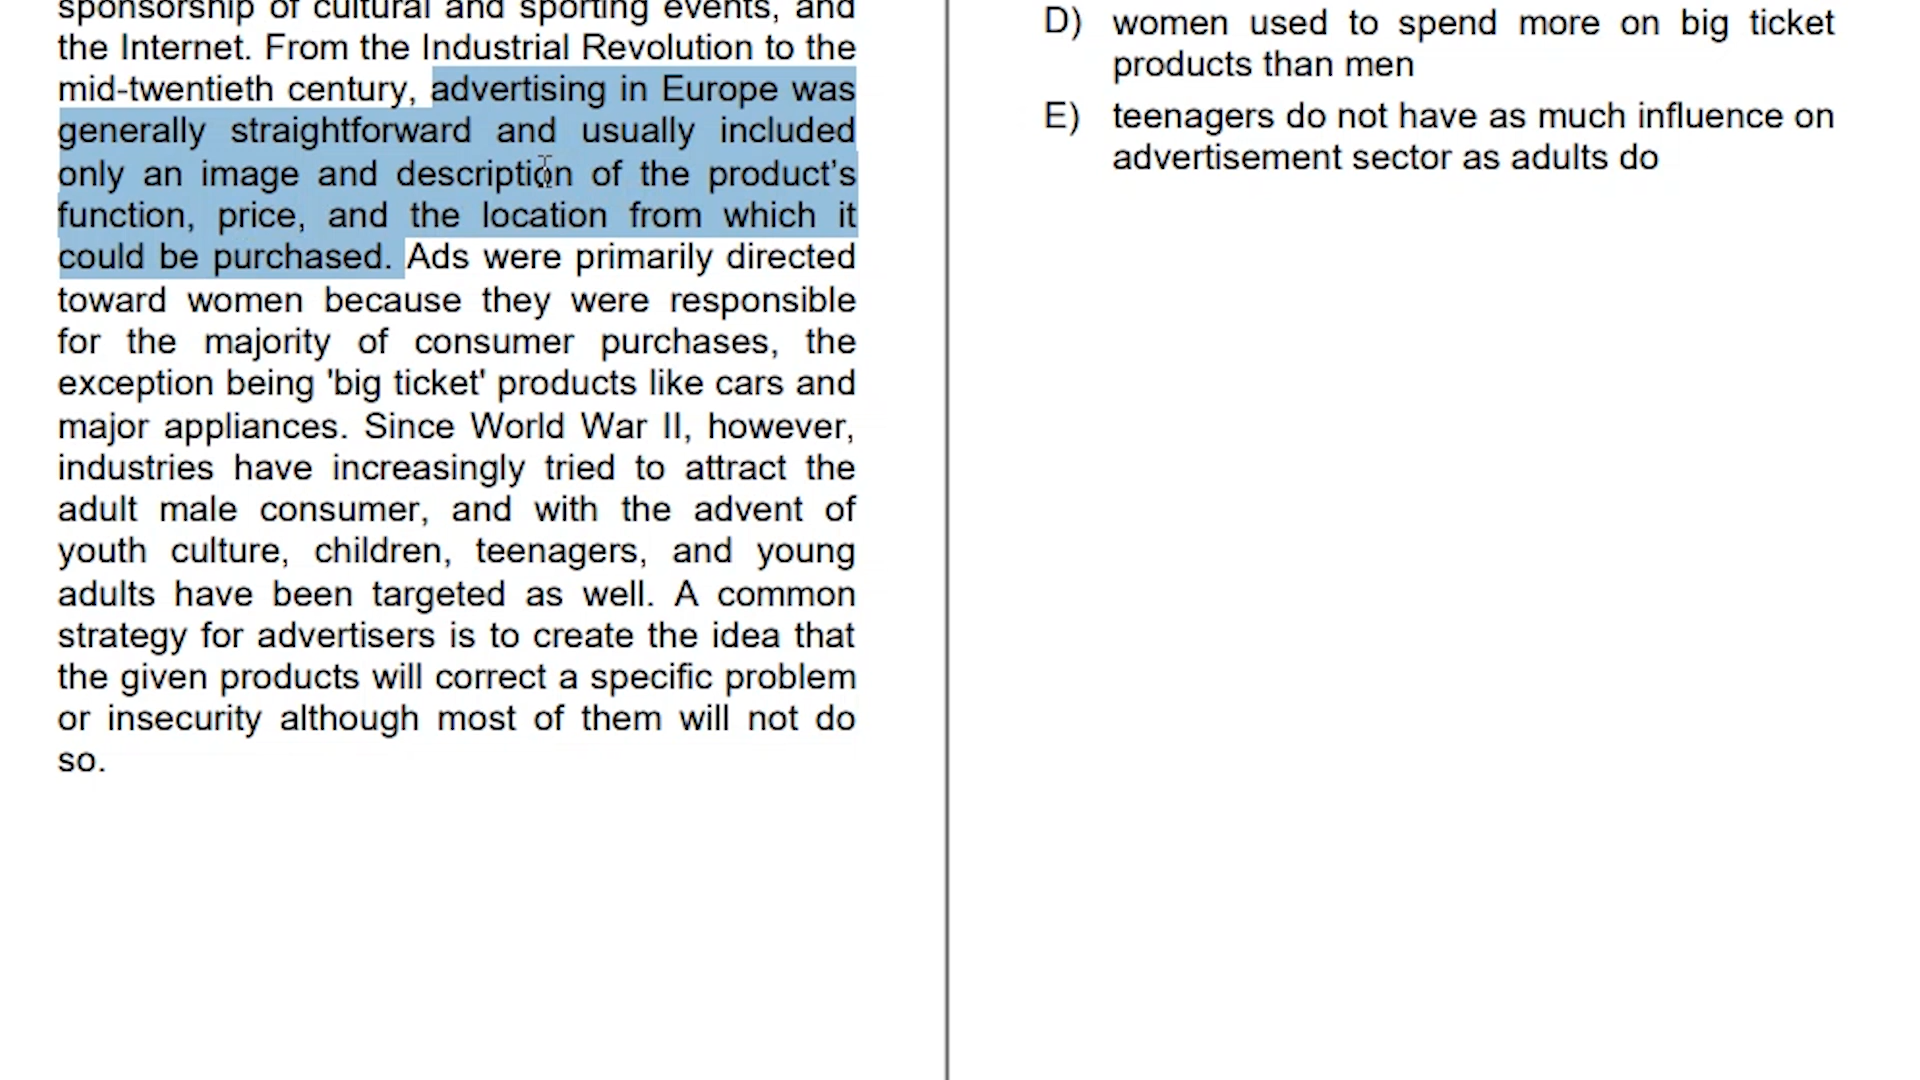 sponsorship of cultural and sporting events, and
the Internet. From the Industrial Revolution to the
mid-twentieth century, advertising in Europe was
generally straightforward and usually included
only an image and description of the product’s
function, price, and the location from which it
could be purchased. Ads were primarily directed
toward women because they were responsible
for the majority of consumer purchases, the
exception being 'big ticket' products like cars and
major appliances. Since World War II, however,
industries have increasingly tried to attract the
adult male consumer, and with the advent of
youth culture, children, teenagers, and young
adults have been targeted as well. A common
strategy for advertisers is to create the idea that
the given products will correct a specific problem
or insecurity although most of them will not do
so.
D) women used to spend more on big ticket
products than men
E) teenagers do not have as much influence on
advertisement sector as adults do